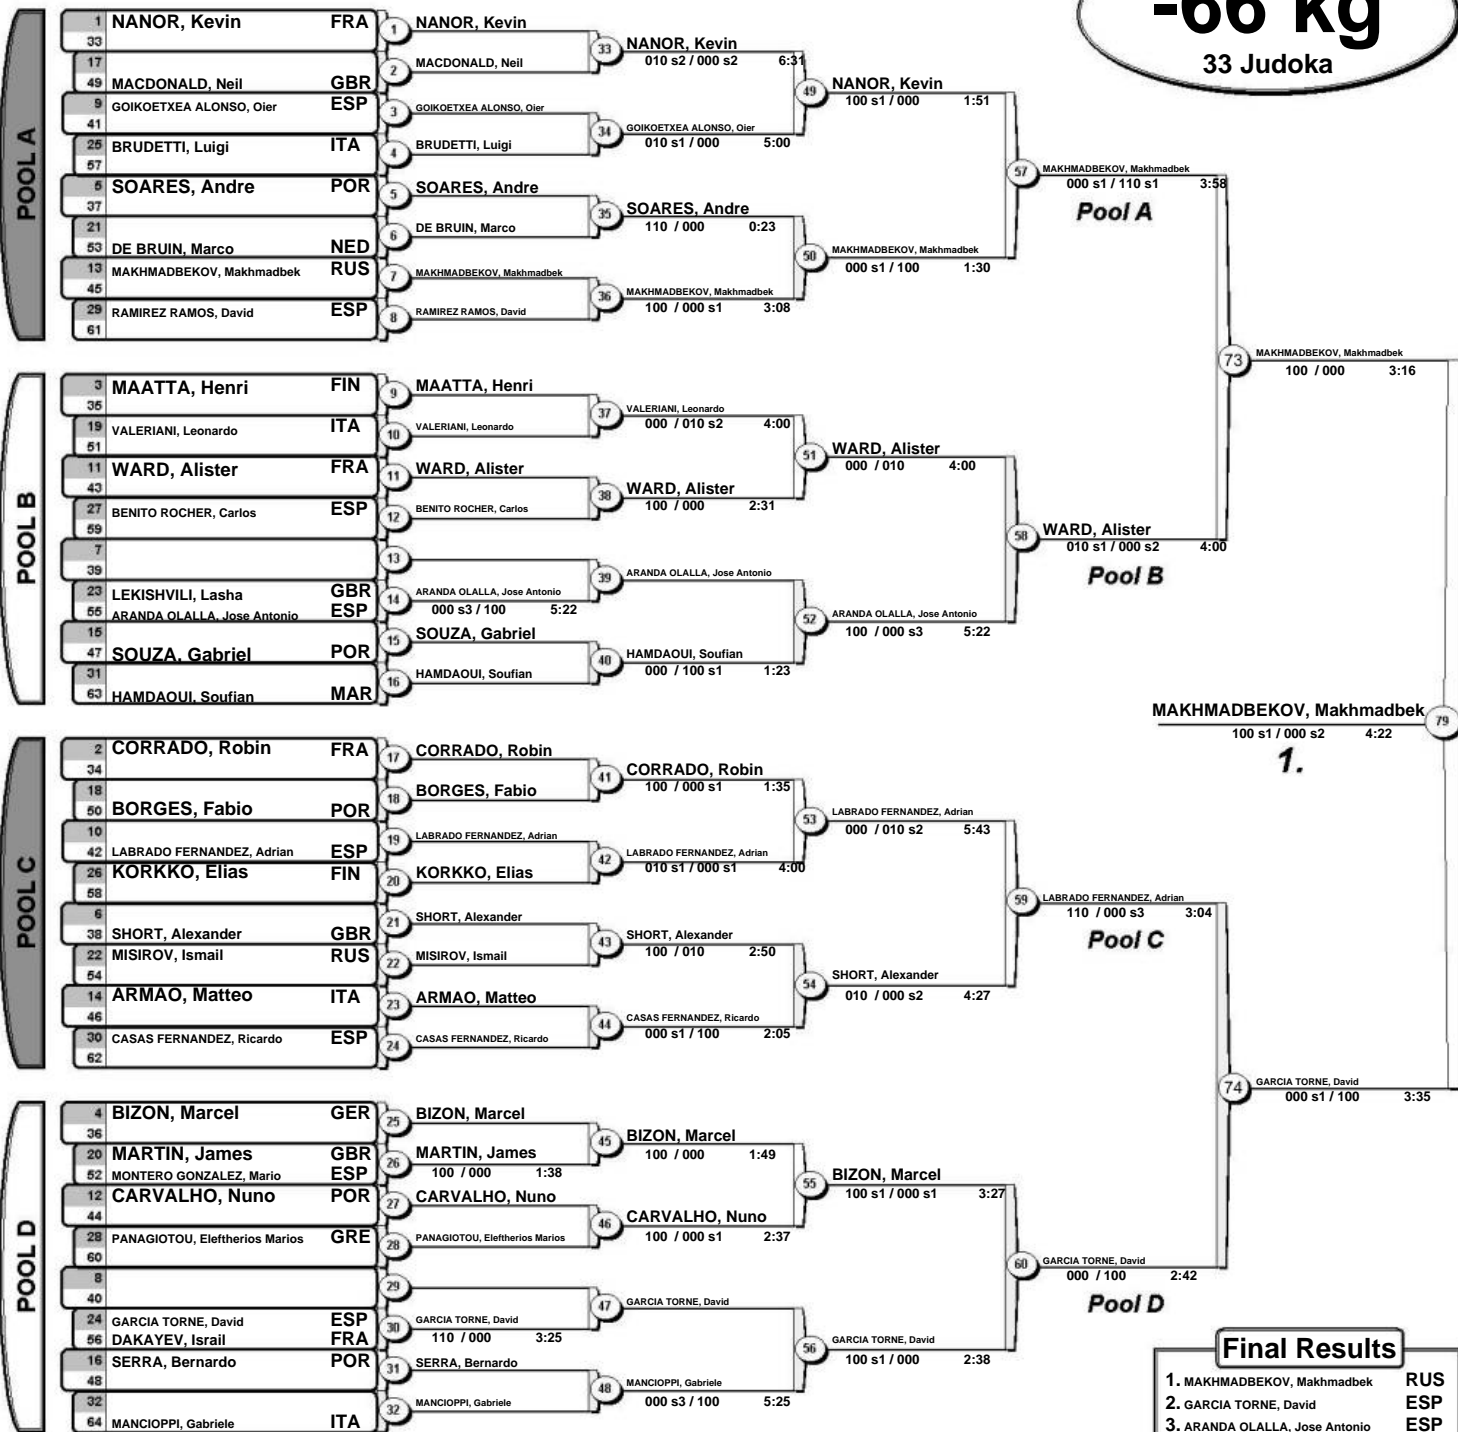 -66 kg
33 Judoka
POOL A
1 NANOR, Kevin FRA
33
17
49 MACDONALD, Neil GBR
9 GOIKOETXEA ALONSO, Oier ESP
41
25 BRUDETTI, Luigi ITA
57
5 SOARES, Andre POR
37
21
53 DE BRUIN, Marco NED
13 MAKHMADBEKOV, Makhmadbek RUS
45
29 RAMIREZ RAMOS, David ESP
61
1 NANOR, Kevin
2 MACDONALD, Neil
3 GOIKOETXEA ALONSO, Oier
4 BRUDETTI, Luigi
5 SOARES, Andre
6 DE BRUIN, Marco
7 MAKHMADBEKOV, Makhmadbek
8 RAMIREZ RAMOS, David
33 NANOR, Kevin
010 s2 / 000 s2 6:31
34 GOIKOETXEA ALONSO, Oier
010 s1 / 000 5:00
35 SOARES, Andre
110 / 000 0:23
36 MAKHMADBEKOV, Makhmadbek
100 / 000 s1 3:08
49 NANOR, Kevin
100 s1 / 000 1:51
50 MAKHMADBEKOV, Makhmadbek
000 s1 / 100 1:30
57 MAKHMADBEKOV, Makhmadbek
000 s1 / 110 s1 3:58
Pool A
POOL B
3 MAATTA, Henri FIN
35
19 VALERIANI, Leonardo ITA
51
11 WARD, Alister FRA
43
27 BENITO ROCHER, Carlos ESP
59
7
39
23 LEKISHVILI, Lasha GBR
55 ARANDA OLALLA, Jose Antonio ESP
15
47 SOUZA, Gabriel POR
31
63 HAMDAOUI, Soufian MAR
9 MAATTA, Henri
10 VALERIANI, Leonardo
11 WARD, Alister
12 BENITO ROCHER, Carlos
13
14 ARANDA OLALLA, Jose Antonio
000 s3 / 100 5:22
15 SOUZA, Gabriel
16 HAMDAOUI, Soufian
37 VALERIANI, Leonardo
000 / 010 s2 4:00
38 WARD, Alister
100 / 000 2:31
39 ARANDA OLALLA, Jose Antonio
40 HAMDAOUI, Soufian
000 / 100 s1 1:23
51 WARD, Alister
000 / 010 4:00
52 ARANDA OLALLA, Jose Antonio
100 / 000 s3 5:22
58 WARD, Alister
010 s1 / 000 s2 4:00
Pool B
73 MAKHMADBEKOV, Makhmadbek
100 / 000 3:16
MAKHMADBEKOV, Makhmadbek 79
100 s1 / 000 s2 4:22
1.
POOL C
2 CORRADO, Robin FRA
34
18
50 BORGES, Fabio POR
10
42 LABRADO FERNANDEZ, Adrian ESP
26 KORKKO, Elias FIN
58
6
38 SHORT, Alexander GBR
22 MISIROV, Ismail RUS
54
14 ARMAO, Matteo ITA
46
30 CASAS FERNANDEZ, Ricardo ESP
62
17 CORRADO, Robin
18 BORGES, Fabio
19 LABRADO FERNANDEZ, Adrian
20 KORKKO, Elias
21 SHORT, Alexander
22 MISIROV, Ismail
23 ARMAO, Matteo
24 CASAS FERNANDEZ, Ricardo
41 CORRADO, Robin
100 / 000 s1 1:35
42 LABRADO FERNANDEZ, Adrian
010 s1 / 000 s1 4:00
43 SHORT, Alexander
100 / 010 2:50
44 CASAS FERNANDEZ, Ricardo
000 s1 / 100 2:05
53 LABRADO FERNANDEZ, Adrian
000 / 010 s2 5:43
54 SHORT, Alexander
010 / 000 s2 4:27
59 LABRADO FERNANDEZ, Adrian
110 / 000 s3 3:04
Pool C
POOL D
4 BIZON, Marcel GER
36
20 MARTIN, James GBR
52 MONTERO GONZALEZ, Mario ESP
12 CARVALHO, Nuno POR
44
28 PANAGIOTOU, Eleftherios Marios GRE
60
8
40
24 GARCIA TORNE, David ESP
56 DAKAYEV, Israil FRA
16 SERRA, Bernardo POR
48
32
64 MANCIOPPI, Gabriele ITA
25 BIZON, Marcel
26 MARTIN, James
100 / 000 1:38
27 CARVALHO, Nuno
28 PANAGIOTOU, Eleftherios Marios
29
30 GARCIA TORNE, David
110 / 000 3:25
31 SERRA, Bernardo
32 MANCIOPPI, Gabriele
45 BIZON, Marcel
100 / 000 1:49
46 CARVALHO, Nuno
100 / 000 s1 2:37
47 GARCIA TORNE, David
48 MANCIOPPI, Gabriele
000 s3 / 100 5:25
55 BIZON, Marcel
100 s1 / 000 s1 3:27
56 GARCIA TORNE, David
100 s1 / 000 2:38
60 GARCIA TORNE, David
000 / 100 2:42
Pool D
74 GARCIA TORNE, David
000 s1 / 100 3:35
Final Results
1. MAKHMADBEKOV, Makhmadbek RUS
2. GARCIA TORNE, David ESP
3. ARANDA OLALLA, Jose Antonio ESP